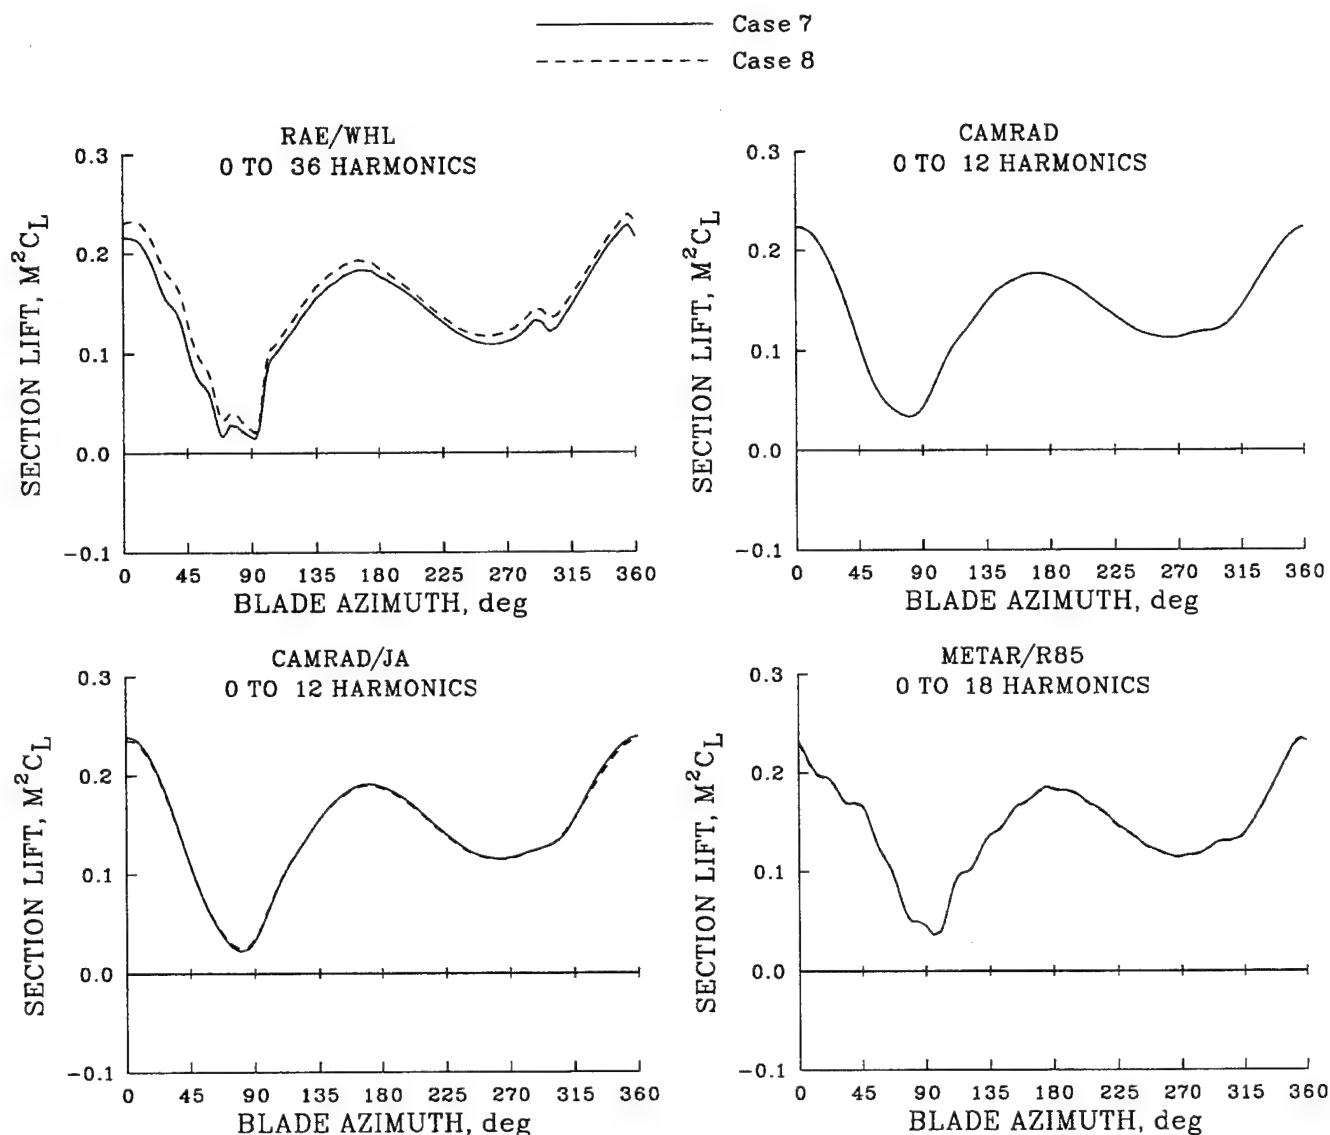 Case 7
Case 8
RAE/WHL
0 TO 36 HARMONICS
0.3
0.2
0.1
0.0
−0.1
SECTION LIFT, M²CL
0 45 90 135 180 225 270 315 360
BLADE AZIMUTH, deg
CAMRAD
0 TO 12 HARMONICS
0.3
0.2
0.1
0.0
−0.1
SECTION LIFT, M²CL
0 45 90 135 180 225 270 315 360
BLADE AZIMUTH, deg
CAMRAD/JA
0 TO 12 HARMONICS
0.3
0.2
0.1
0.0
−0.1
SECTION LIFT, M²CL
0 45 90 135 180 225 270 315 360
BLADE AZIMUTH, deg
METAR/R85
0 TO 18 HARMONICS
0.3
0.2
0.1
0.0
−0.1
SECTION LIFT, M²CL
0 45 90 135 180 225 270 315 360
BLADE AZIMUTH, deg